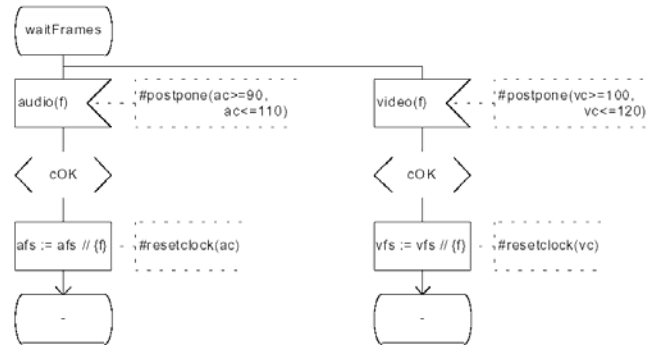 waitFrames
audio(f)
#postpone(ac>=90,
ac<=110)
cOK
afs := afs // {f}
#resetclock(ac)
-
video(f)
#postpone(vc>=100,
vc<=120)
cOK
vfs := vfs // {f}
#resetclock(vc)
-